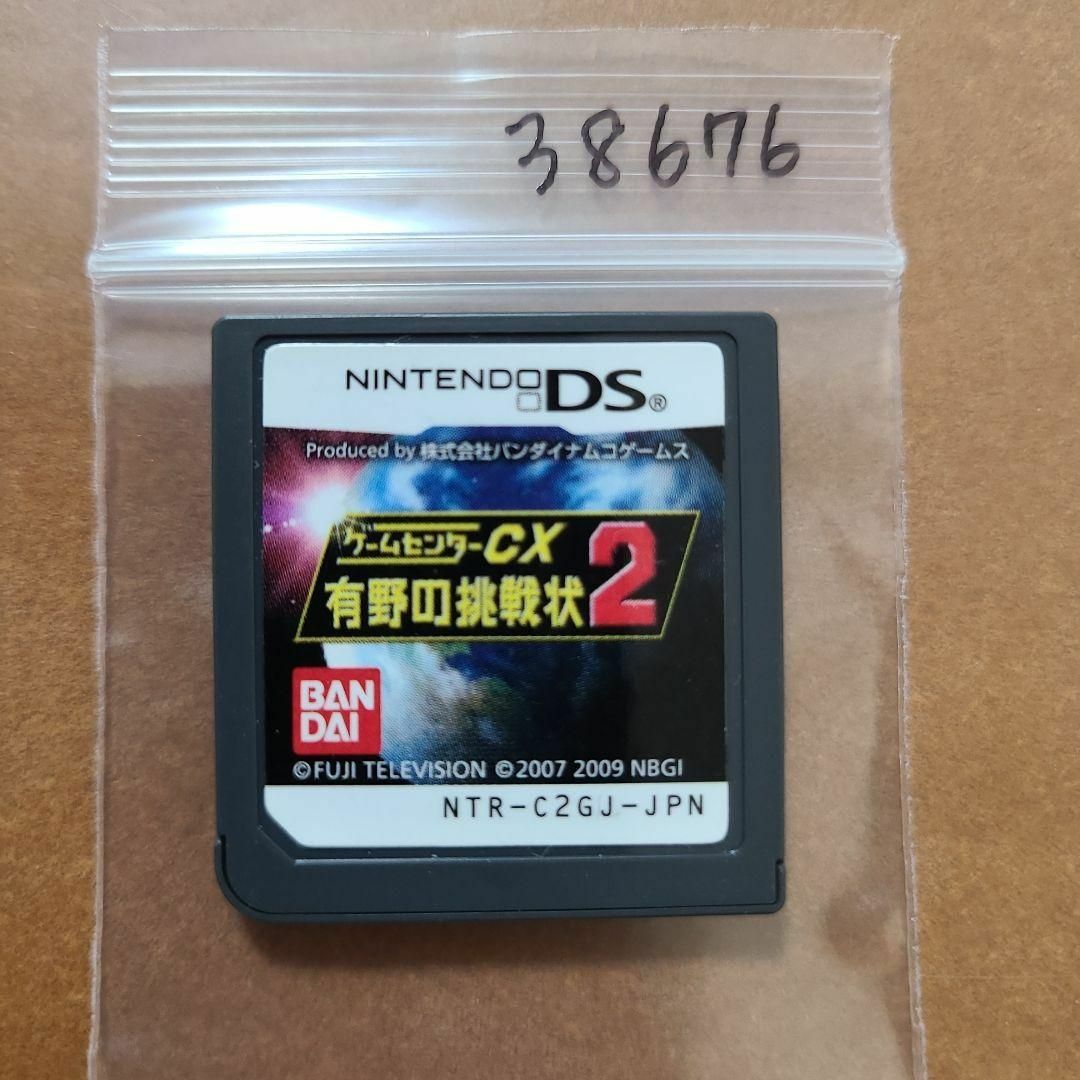 38676
NINTENDO DS®
Produced by 株式会社バンダイナムコゲームス
ゲームセンターCX
有野の挑戦状 2
BAN
DAI
©FUJI TELEVISION ©2007 2009 NBGI
NTR-C2GJ-JPN